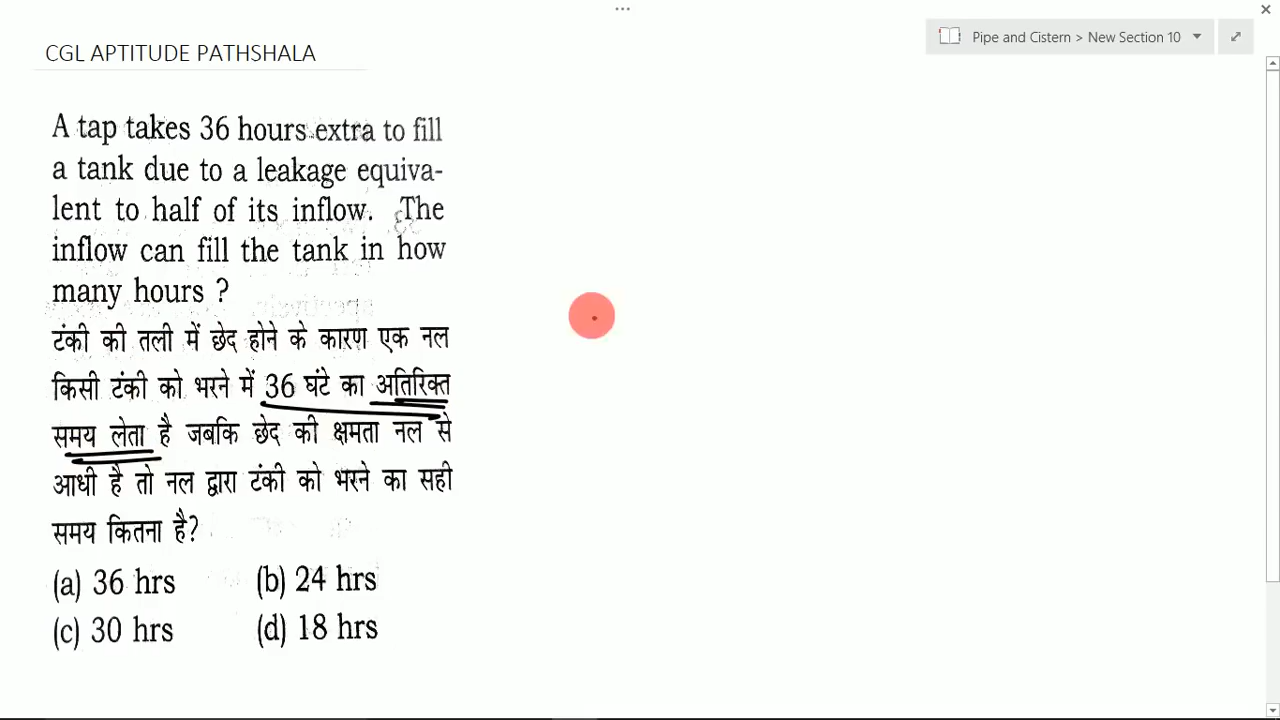 ...
Pipe and Cistern > New Section 10
CGL APTITUDE PATHSHALA
A tap takes 36 hours extra to fill
a tank due to a leakage equiva-
lent to half of its inflow. The
inflow can fill the tank in how
many hours ?
टंकी की तली में छेद होने के कारण एक नल
किसी टंकी को भरने में 36 घंटे का अतिरिक्त
समय लेता है जबकि छेद की क्षमता नल से
आधी है तो नल द्वारा टंकी को भरने का सही
समय कितना है?
(a) 36 hrs (b) 24 hrs
(c) 30 hrs (d) 18 hrs